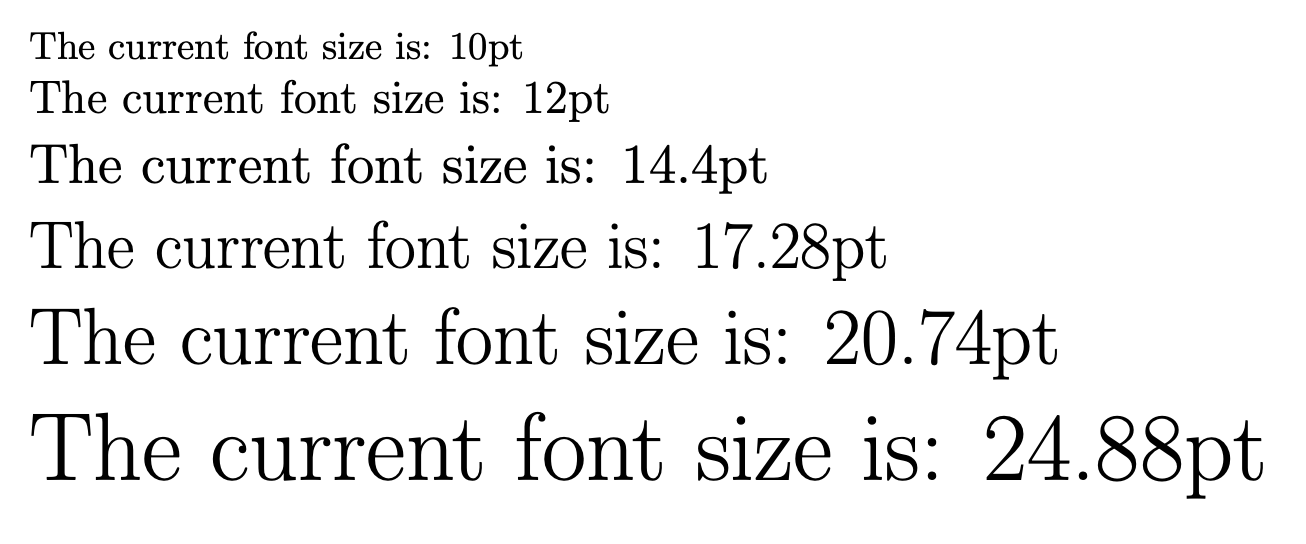 The current font size is: 10pt
The current font size is: 12pt
The current font size is: 14.4pt
The current font size is: 17.28pt
The current font size is: 20.74pt
The current font size is: 24.88pt